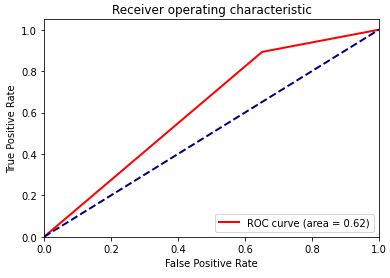 Receiver operating characteristic
1.0
0.8
0.6
0.4
0.2
0.0
True Positive Rate
ROC curve (area = 0.62)
0.0 0.2 0.4 0.6 0.8 1.0
False Positive Rate